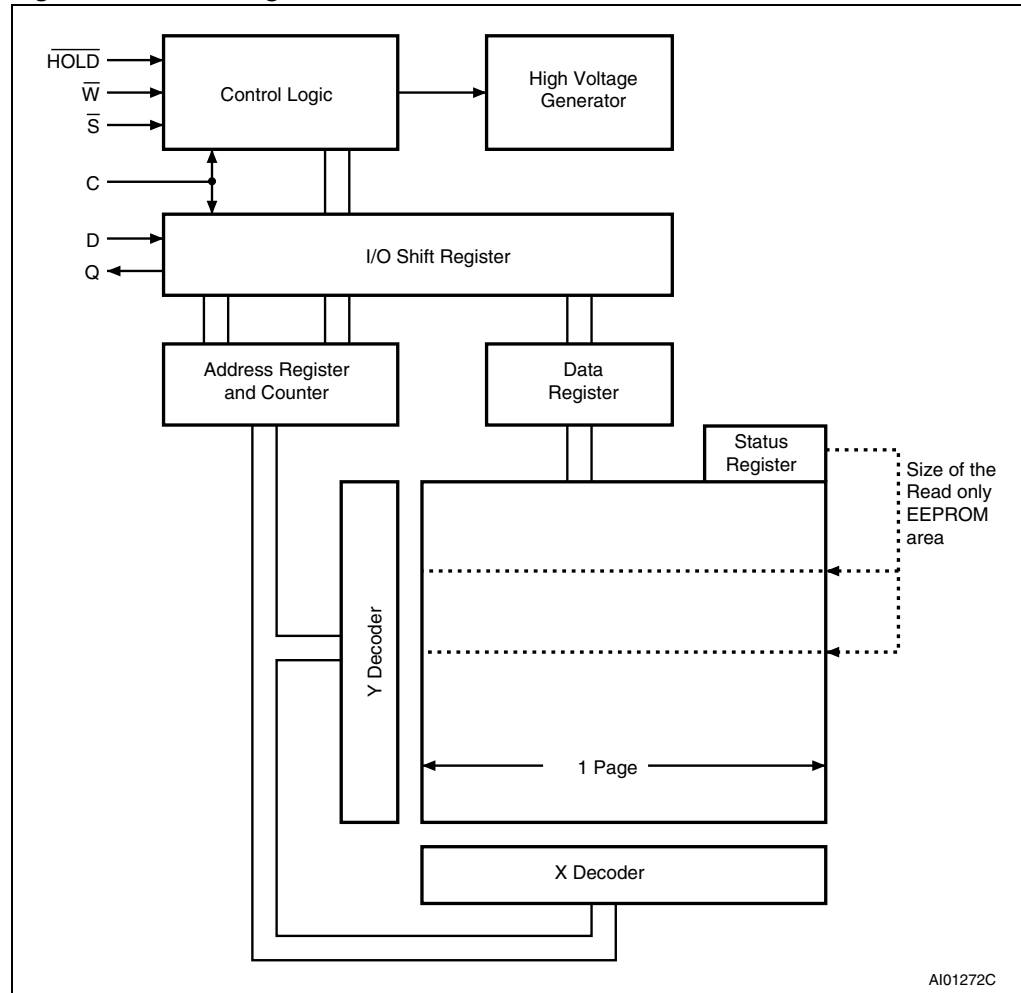 H̅O̅L̅D̅
W̅
S̅
C
D
Q
Control Logic
High Voltage
Generator
I/O Shift Register
Address Register
and Counter
Data
Register
Status
Register
Size of the
Read only
EEPROM
area
Y Decoder
1 Page
X Decoder
AI01272C